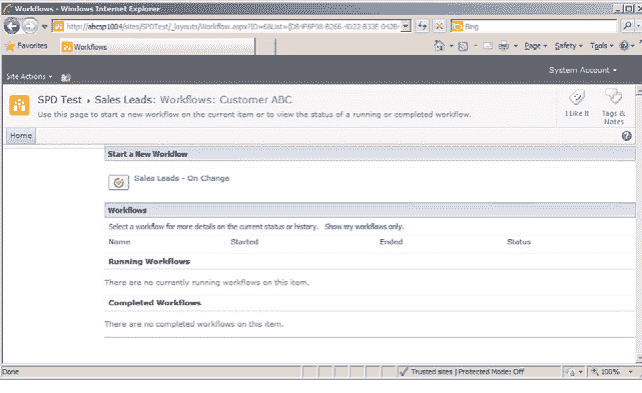 Workflows - Windows Internet Explorer
Bing
Favorites
Workflows
Page
Safety
Tools
System Account
Site Actions
SPD Test ▸ Sales Leads: Workflows: Customer ABC
Use this page to start a new workflow on the current item or to view the status of a running or completed workflow.
I Like It
Tags & Notes
Home
Start a New Workflow
Sales Leads - On Change
Workflows
Select a workflow for more details on the current status or history. Show my workflows only.
Name Started Ended Status
Running Workflows
There are no currently running workflows on this item.
Completed Workflows
There are no completed workflows on this item.
Done
Trusted sites | Protected Mode: Off
100%